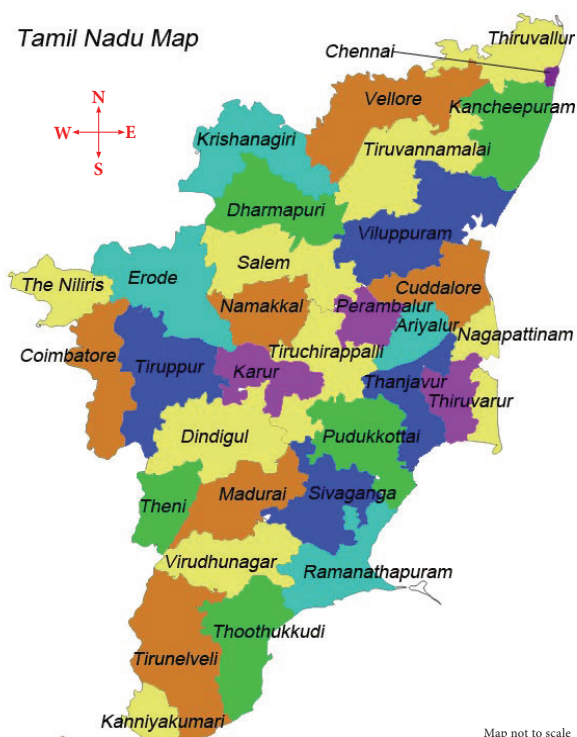 Tamil Nadu Map
Thiruvallur
Chennai
N
W E
S
Vellore
Kancheepuram
Krishanagiri
Tiruvannamalai
Dharmapuri
Viluppuram
Salem
Erode
The Niliris
Cuddalore
Namakkal
Perambalur
Ariyalur
Nagapattinam
Coimbatore
Tiruppur
Tiruchirappalli
Karur
Thanjavur
Thiruvarur
Dindigul
Pudukkottai
Theni
Madurai
Sivaganga
Virudhunagar
Ramanathapuram
Thoothukkudi
Tirunelveli
Kanniyakumari
Map not to scale